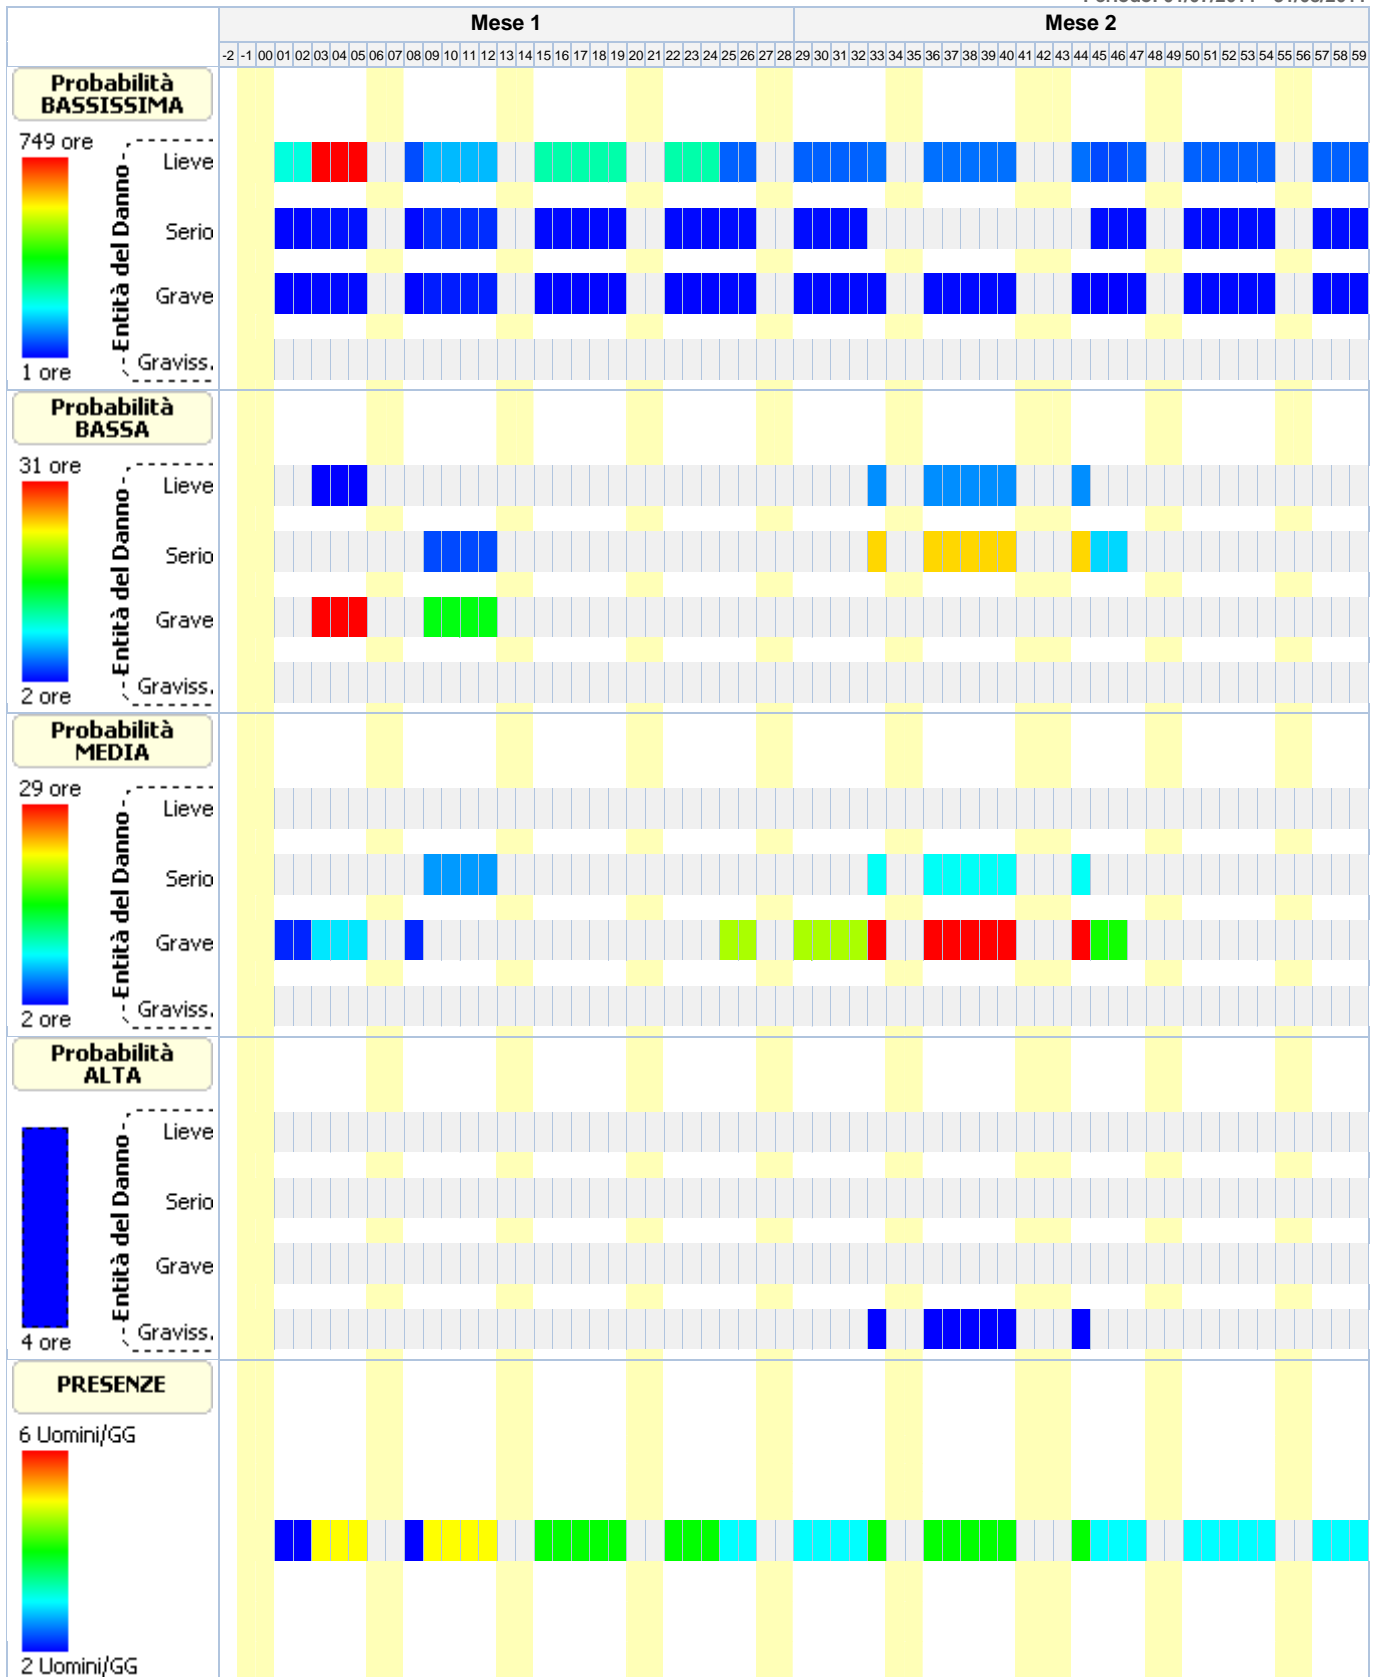 Mese 1 Mese 2
-2 -1 00 01 02 03 04 05 06 07 08 09 10 11 12 13 14 15 16 17 18 19 20 21 22 23 24 25 26 27 28 29 30 31 32 33 34 35 36 37 38 39 40 41 42 43 44 45 46 47 48 49 50 51 52 53 54 55 56 57 58 59
Probabilità
BASSISSIMA
749 ore
1 ore
Entità del Danno
Lieve
Serio
Grave
Graviss.
Probabilità
BASSA
31 ore
2 ore
Entità del Danno
Lieve
Serio
Grave
Graviss.
Probabilità
MEDIA
29 ore
2 ore
Entità del Danno
Lieve
Serio
Grave
Graviss.
Probabilità
ALTA
4 ore
Entità del Danno
Lieve
Serio
Grave
Graviss.
PRESENZE
6 Uomini/GG
2 Uomini/GG